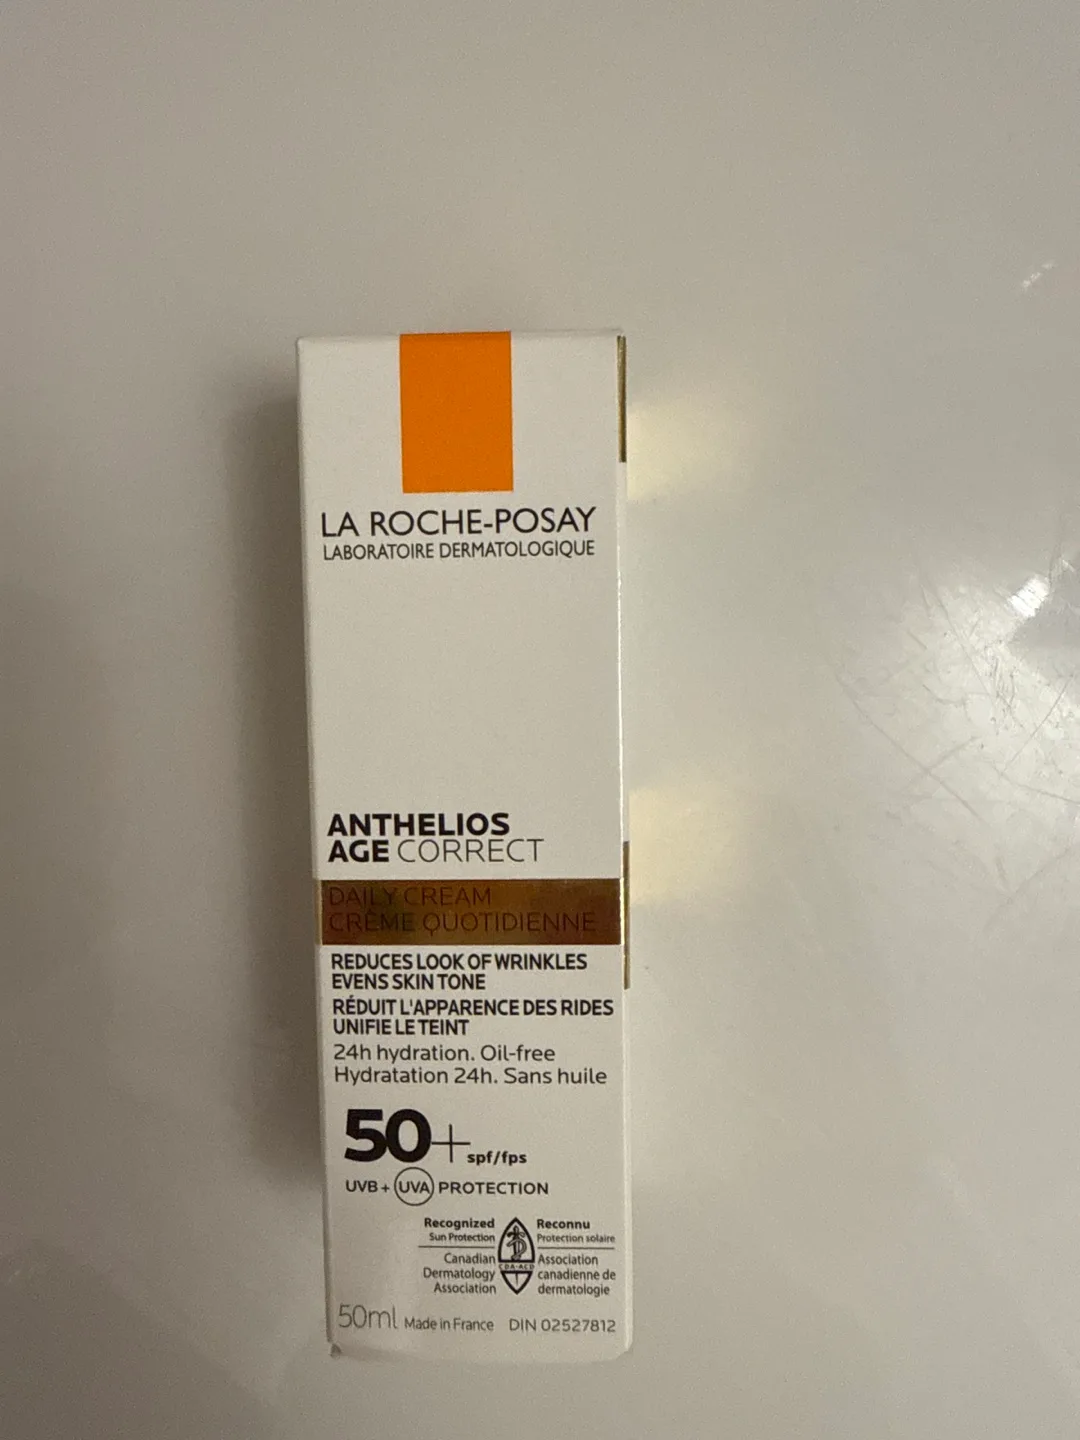 LA ROCHE-POSAY
LABORATOIRE DERMATOLOGIQUE
ANTHELIOS
AGE CORRECT
DAILY CREAM
CRÈME QUOTIDIENNE
REDUCES LOOK OF WRINKLES
EVENS SKIN TONE
RÉDUIT L'APPARENCE DES RIDES
UNIFIE LE TEINT
24h hydration. Oil-free
Hydratation 24h. Sans huile
50+ spf/fps
UVB + UVA PROTECTION
Recognized
Sun Protection
Canadian
Dermatology
Association
CDA-ACD
Reconnu
Protection solaire
Association
canadienne de
dermatologie
50ml Made in France DIN 02527812